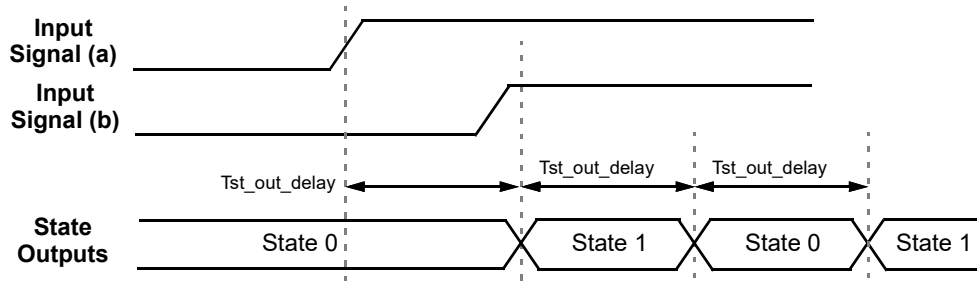 Input
Signal (a)
Input
Signal (b)
Tst_out_delay
Tst_out_delay
Tst_out_delay
State
Outputs
State 0
State 1
State 0
State 1